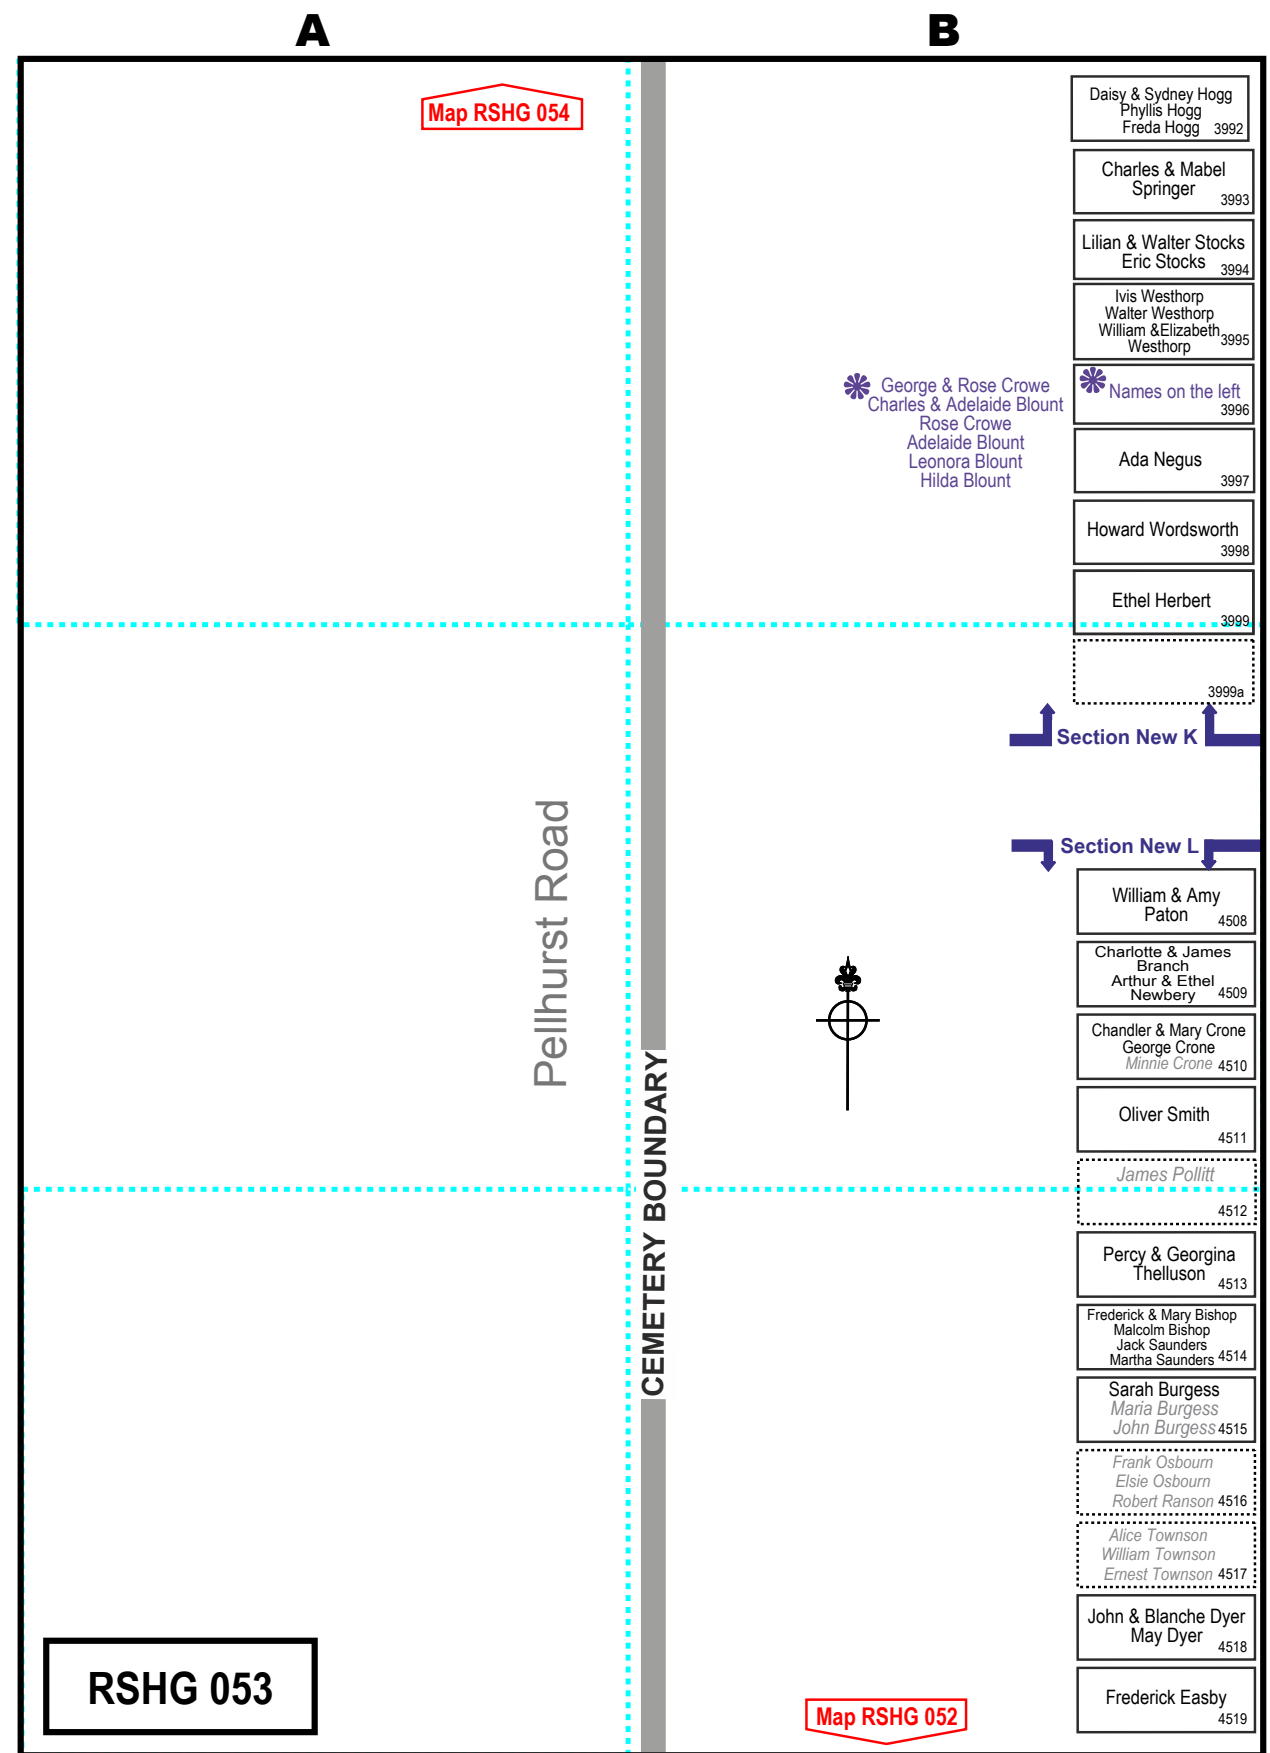 A
B
Map RSHG 054
Daisy & Sydney Hogg
Phyllis Hogg
Freda Hogg 3992
Charles & Mabel
Springer
3993
Lilian & Walter Stocks
Eric Stocks
3994
Ivis Westhorp
Walter Westhorp
William &Elizabeth
Westhorp
3995
George & Rose Crowe
Charles & Adelaide Blount
Rose Crowe
Adelaide Blount
Leonora Blount
Hilda Blount
Names on the left
3996
Ada Negus
3997
Howard Wordsworth
3998
Ethel Herbert
3999
3999a
Section New K
Pellhurst Road
CEMETERY BOUNDARY
Section New L
William & Amy
Paton
4508
Charlotte & James
Branch
Arthur & Ethel
Newbery 4509
Chandler & Mary Crone
George Crone
Minnie Crone 4510
Oliver Smith
4511
James Pollitt
4512
Percy & Georgina
Thelluson
4513
Frederick & Mary Bishop
Malcolm Bishop
Jack Saunders
Martha Saunders 4514
Sarah Burgess
Maria Burgess
John Burgess 4515
Frank Osbourn
Elsie Osbourn
Robert Ranson 4516
Alice Townson
William Townson
Ernest Townson 4517
John & Blanche Dyer
May Dyer
4518
Frederick Easby
4519
RSHG 053
Map RSHG 052